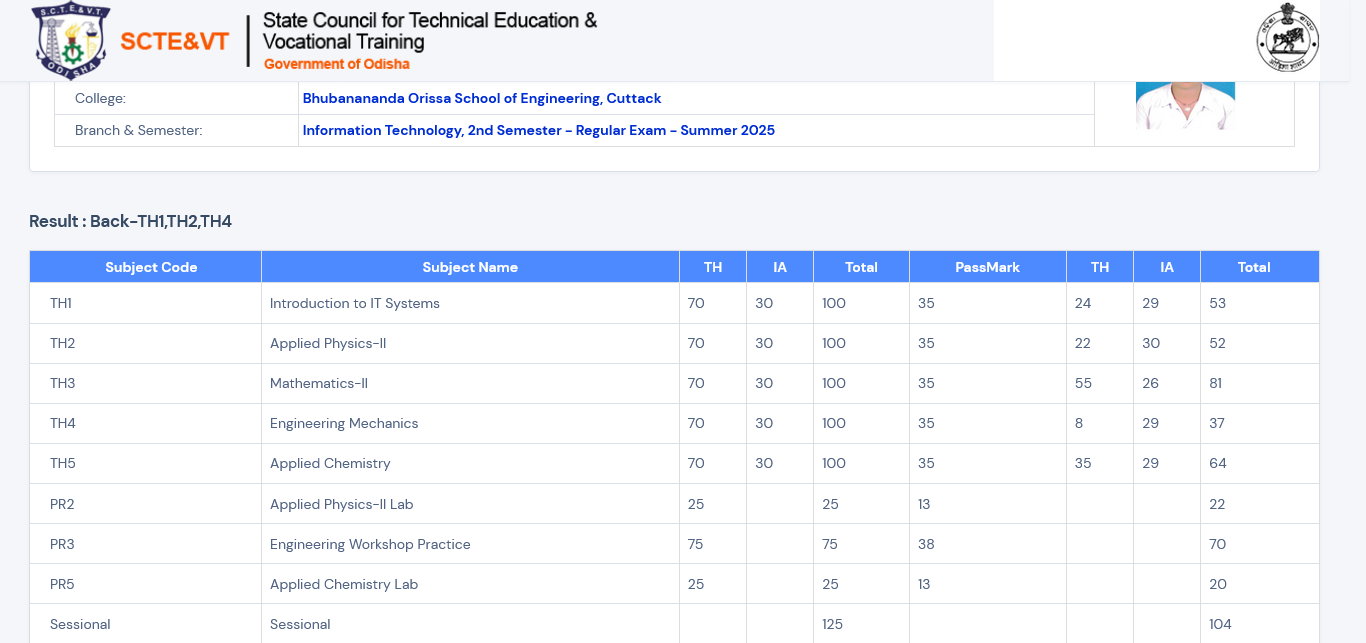 S.C.T.E.& V.T.
ODISHA
SCTE&VT
State Council for Technical Education &
Vocational Training
Government of Odisha
College: Bhubanananda Orissa School of Engineering, Cuttack
Branch & Semester: Information Technology, 2nd Semester - Regular Exam - Summer 2025
Result : Back-TH1,TH2,TH4
Subject Code Subject Name TH IA Total PassMark TH IA Total
TH1 Introduction to IT Systems 70 30 100 35 24 29 53
TH2 Applied Physics-II 70 30 100 35 22 30 52
TH3 Mathematics-II 70 30 100 35 55 26 81
TH4 Engineering Mechanics 70 30 100 35 8 29 37
TH5 Applied Chemistry 70 30 100 35 35 29 64
PR2 Applied Physics-II Lab 25 25 13 22
PR3 Engineering Workshop Practice 75 75 38 70
PR5 Applied Chemistry Lab 25 25 13 20
Sessional Sessional 125 104